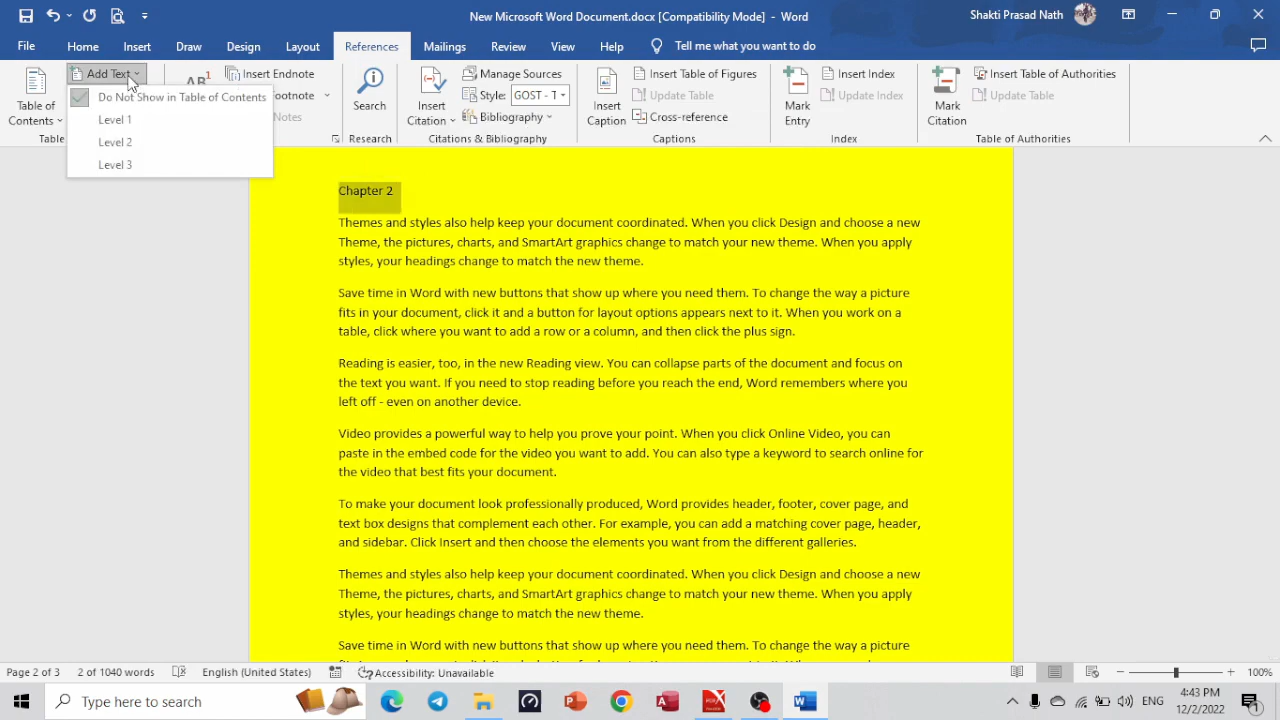 New Microsoft Word Document.docx [Compatibility Mode] - Word
Shakti Prasad Nath
File Home Insert Draw Design Layout References Mailings Review View Help Tell me what you want to do
Add Text
Insert Endnote
Manage Sources
Insert Table of Figures
Insert Index
Insert Table of Authorities
AB1
Do Not Show in Table of Contents
Footnote
Style: GOST - T
Update Table
Update Index
Update Table
Table of Contents
Search
Insert Citation
Insert Caption
Mark Entry
Mark Citation
Level 1
Notes
Bibliography
Cross-reference
Table
Research
Captions
Index
Table of Authorities
Level 2
Level 3
Chapter 2
Themes and styles also help keep your document coordinated. When you click Design and choose a new
Theme, the pictures, charts, and SmartArt graphics change to match your new theme. When you apply
styles, your headings change to match the new theme.
Save time in Word with new buttons that show up where you need them. To change the way a picture
fits in your document, click it and a button for layout options appears next to it. When you work on a
table, click where you want to add a row or a column, and then click the plus sign.
Reading is easier, too, in the new Reading view. You can collapse parts of the document and focus on
the text you want. If you need to stop reading before you reach the end, Word remembers where you
left off - even on another device.
Video provides a powerful way to help you prove your point. When you click Online Video, you can
paste in the embed code for the video you want to add. You can also type a keyword to search online for
the video that best fits your document.
To make your document look professionally produced, Word provides header, footer, cover page, and
text box designs that complement each other. For example, you can add a matching cover page, header,
and sidebar. Click Insert and then choose the elements you want from the different galleries.
Themes and styles also help keep your document coordinated. When you click Design and choose a new
Theme, the pictures, charts, and SmartArt graphics change to match your new theme. When you apply
styles, your headings change to match the new theme.
Save time in Word with new buttons that show up where you need them. To change the way a picture
Page 2 of 3 2 of 1040 words English (United States) Accessibility: Unavailable 100%
Type here to search
ENG
4:43 PM
12/2/2022
1